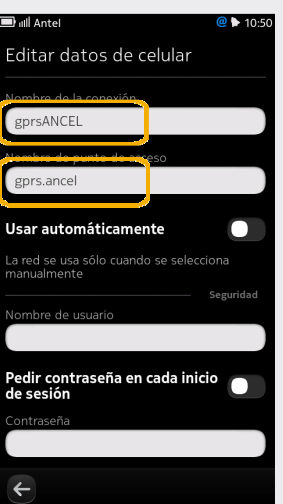 Antel
@ 10:50
Editar datos de celular
Nombre de la conexión
gprsANCEL
Nombre de punto de acceso
gprs.ancel
Usar automáticamente
La red se usa sólo cuando se selecciona
manualmente
Seguridad
Nombre de usuario
Pedir contraseña en cada inicio
de sesión
Contraseña